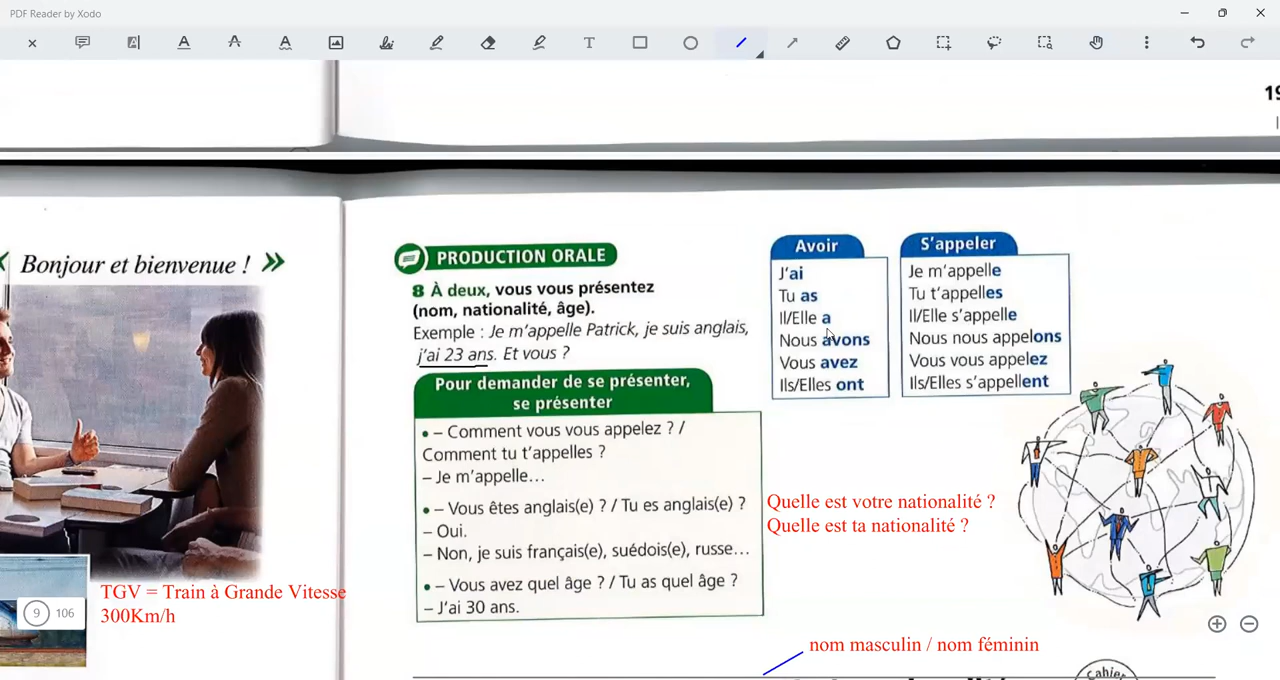 PDF Reader by Xodo
Bonjour et bienvenue ! »
TGV = Train à Grande Vitesse
300Km/h
9 106
PRODUCTION ORALE
8 À deux, vous vous présentez
(nom, nationalité, âge).
Exemple : Je m'appelle Patrick, je suis anglais,
j'ai 23 ans. Et vous ?
Pour demander de se présenter,
se présenter
• – Comment vous vous appelez ? /
Comment tu t'appelles ?
– Je m'appelle…
• – Vous êtes anglais(e) ? / Tu es anglais(e) ?
– Oui.
– Non, je suis français(e), suédois(e), russe…
• – Vous avez quel âge ? / Tu as quel âge ?
– J'ai 30 ans.
Avoir
J'ai
Tu as
Il/Elle a
Nous avons
Vous avez
Ils/Elles ont
S'appeler
Je m'appelle
Tu t'appelles
Il/Elle s'appelle
Nous nous appelons
Vous vous appelez
Ils/Elles s'appellent
Quelle est votre nationalité ?
Quelle est ta nationalité ?
nom masculin / nom féminin
Cahier